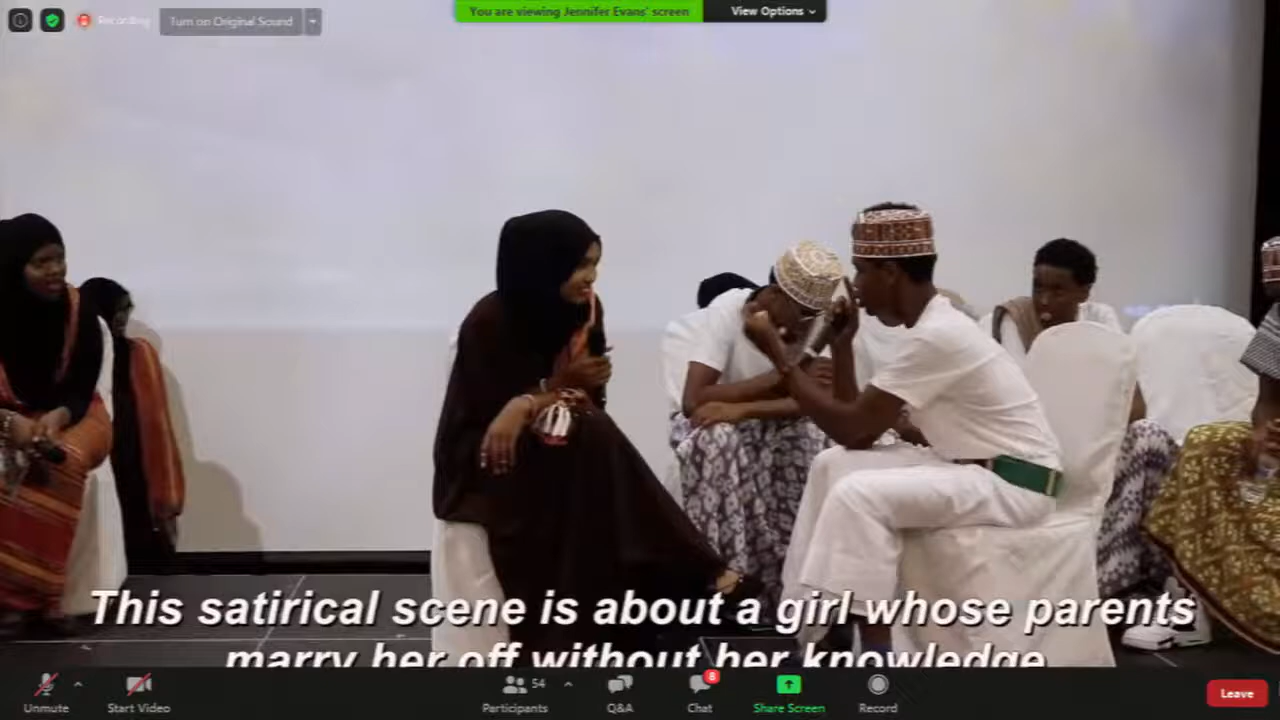 Recording
Turn on Original Sound
You are viewing Jennifer Evans' screen
View Options
This satirical scene is about a girl whose parents
marry her off without her knowledge
Unmute
Start Video
54
Participants
Q&A
8
Chat
Share Screen
Record
Leave